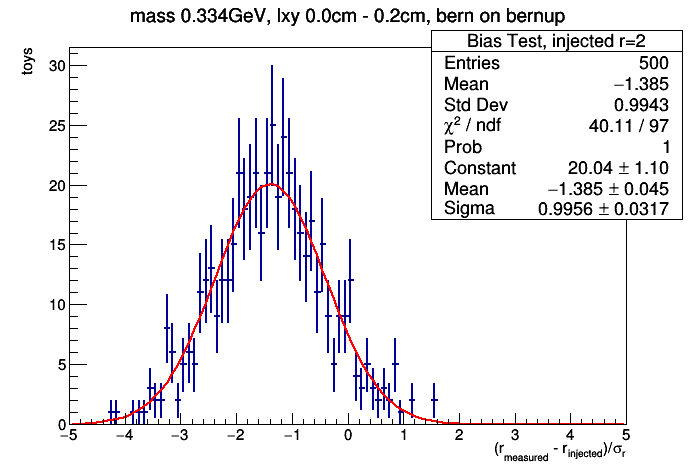 mass 0.334GeV, lxy 0.0cm - 0.2cm, bern on bernup
Bias Test, injected r=2
Entries 500
Mean −1.385
Std Dev 0.9943
χ² / ndf 40.11 / 97
Prob 1
Constant 20.04 ± 1.10
Mean −1.385 ± 0.045
Sigma 0.9956 ± 0.0317
toys
30
25
20
15
10
5
0
−5 −4 −3 −2 −1 0 1 2 3 4 5
(r_measured - r_injected)/σ_r